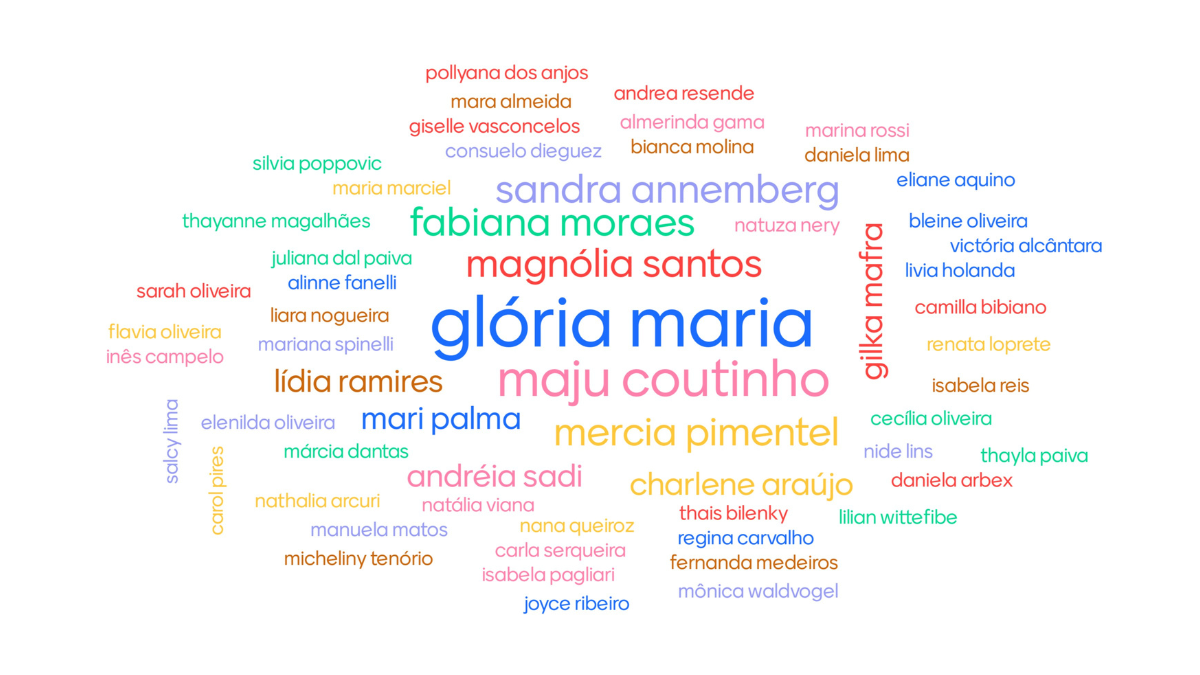 pollyana dos anjos
andrea resende
mara almeida
almerinda gama
giselle vasconcelos
marina rossi
bianca molina
consuelo dieguez
daniela lima
silvia poppovic
eliane aquino
maria marciel
sandra annemberg
thayanne magalhães
fabiana moraes
natuza nery
bleine oliveira
victória alcântara
juliana dal paiva
magnólia santos
livia holanda
alinne fanelli
sarah oliveira
gilka mafra
camilla bibiano
liara nogueira
glória maria
flavia oliveira
mariana spinelli
renata loprete
inês campelo
lídia ramires
maju coutinho
isabela reis
salcy lima
elenilda oliveira
mari palma
mercia pimentel
cecília oliveira
márcia dantas
nide lins
thayla paiva
carol pires
andréia sadi
charlene araújo
daniela arbex
nathalia arcuri
natália viana
thais bilenky
lilian wittefibe
manuela matos
nana queiroz
regina carvalho
micheliny tenório
carla serqueira
fernanda medeiros
isabela pagliari
mônica waldvogel
joyce ribeiro